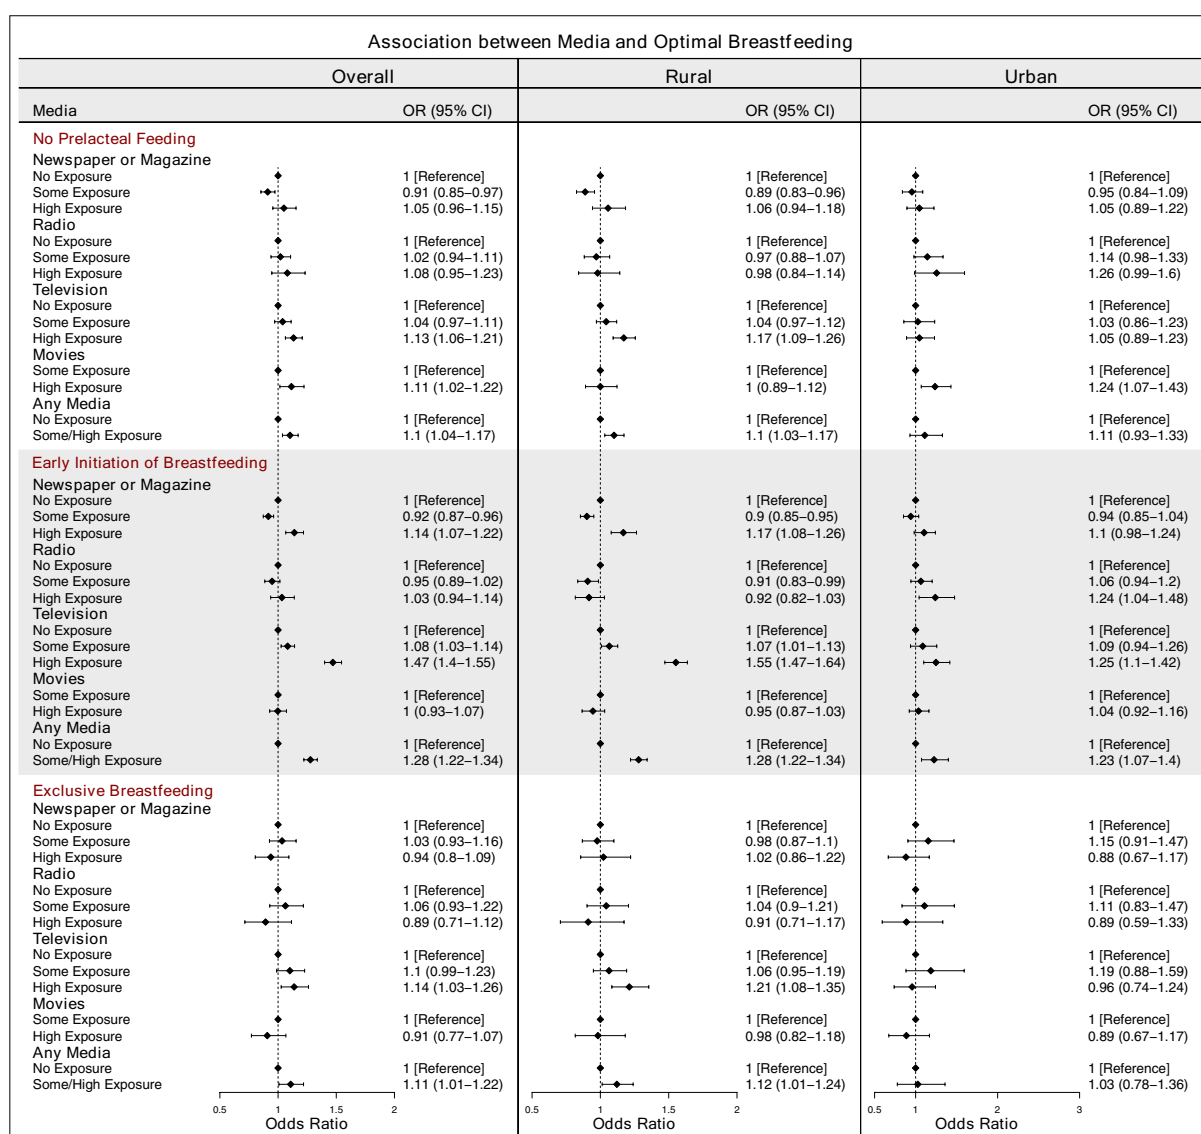 Association between Media and Optimal Breastfeeding
Overall Rural Urban
Media OR (95% CI) OR (95% CI) OR (95% CI)
No Prelacteal Feeding
Newspaper or Magazine
No Exposure 1 [Reference] 1 [Reference] 1 [Reference]
Some Exposure 0.91 (0.85–0.97) 0.89 (0.83–0.96) 0.95 (0.84–1.09)
High Exposure 1.05 (0.96–1.15) 1.06 (0.94–1.18) 1.05 (0.89–1.22)
Radio
No Exposure 1 [Reference] 1 [Reference] 1 [Reference]
Some Exposure 1.02 (0.94–1.11) 0.97 (0.88–1.07) 1.14 (0.98–1.33)
High Exposure 1.08 (0.95–1.23) 0.98 (0.84–1.14) 1.26 (0.99–1.6)
Television
No Exposure 1 [Reference] 1 [Reference] 1 [Reference]
Some Exposure 1.04 (0.97–1.11) 1.04 (0.97–1.12) 1.03 (0.86–1.23)
High Exposure 1.13 (1.06–1.21) 1.17 (1.09–1.26) 1.05 (0.89–1.23)
Movies
Some Exposure 1 [Reference] 1 [Reference] 1 [Reference]
High Exposure 1.11 (1.02–1.22) 1 (0.89–1.12) 1.24 (1.07–1.43)
Any Media
No Exposure 1 [Reference] 1 [Reference] 1 [Reference]
Some/High Exposure 1.1 (1.04–1.17) 1.1 (1.03–1.17) 1.11 (0.93–1.33)
Early Initiation of Breastfeeding
Newspaper or Magazine
No Exposure 1 [Reference] 1 [Reference] 1 [Reference]
Some Exposure 0.92 (0.87–0.96) 0.9 (0.85–0.95) 0.94 (0.85–1.04)
High Exposure 1.14 (1.07–1.22) 1.17 (1.08–1.26) 1.1 (0.98–1.24)
Radio
No Exposure 1 [Reference] 1 [Reference] 1 [Reference]
Some Exposure 0.95 (0.89–1.02) 0.91 (0.83–0.99) 1.06 (0.94–1.2)
High Exposure 1.03 (0.94–1.14) 0.92 (0.82–1.03) 1.24 (1.04–1.48)
Television
No Exposure 1 [Reference] 1 [Reference] 1 [Reference]
Some Exposure 1.08 (1.03–1.14) 1.07 (1.01–1.13) 1.09 (0.94–1.26)
High Exposure 1.47 (1.4–1.55) 1.55 (1.47–1.64) 1.25 (1.1–1.42)
Movies
Some Exposure 1 [Reference] 1 [Reference] 1 [Reference]
High Exposure 1 (0.93–1.07) 0.95 (0.87–1.03) 1.04 (0.92–1.16)
Any Media
No Exposure 1 [Reference] 1 [Reference] 1 [Reference]
Some/High Exposure 1.28 (1.22–1.34) 1.28 (1.22–1.34) 1.23 (1.07–1.4)
Exclusive Breastfeeding
Newspaper or Magazine
No Exposure 1 [Reference] 1 [Reference] 1 [Reference]
Some Exposure 1.03 (0.93–1.16) 0.98 (0.87–1.1) 1.15 (0.91–1.47)
High Exposure 0.94 (0.8–1.09) 1.02 (0.86–1.22) 0.88 (0.67–1.17)
Radio
No Exposure 1 [Reference] 1 [Reference] 1 [Reference]
Some Exposure 1.06 (0.93–1.22) 1.04 (0.9–1.21) 1.11 (0.83–1.47)
High Exposure 0.89 (0.71–1.12) 0.91 (0.71–1.17) 0.89 (0.59–1.33)
Television
No Exposure 1 [Reference] 1 [Reference] 1 [Reference]
Some Exposure 1.1 (0.99–1.23) 1.06 (0.95–1.19) 1.19 (0.88–1.59)
High Exposure 1.14 (1.03–1.26) 1.21 (1.08–1.35) 0.96 (0.74–1.24)
Movies
Some Exposure 1 [Reference] 1 [Reference] 1 [Reference]
High Exposure 0.91 (0.77–1.07) 0.98 (0.82–1.18) 0.89 (0.67–1.17)
Any Media
No Exposure 1 [Reference] 1 [Reference] 1 [Reference]
Some/High Exposure 1.11 (1.01–1.22) 1.12 (1.01–1.24) 1.03 (0.78–1.36)
0.5 1 1.5 2 0.5 1 1.5 2 0.5 1 2 3
Odds Ratio Odds Ratio Odds Ratio